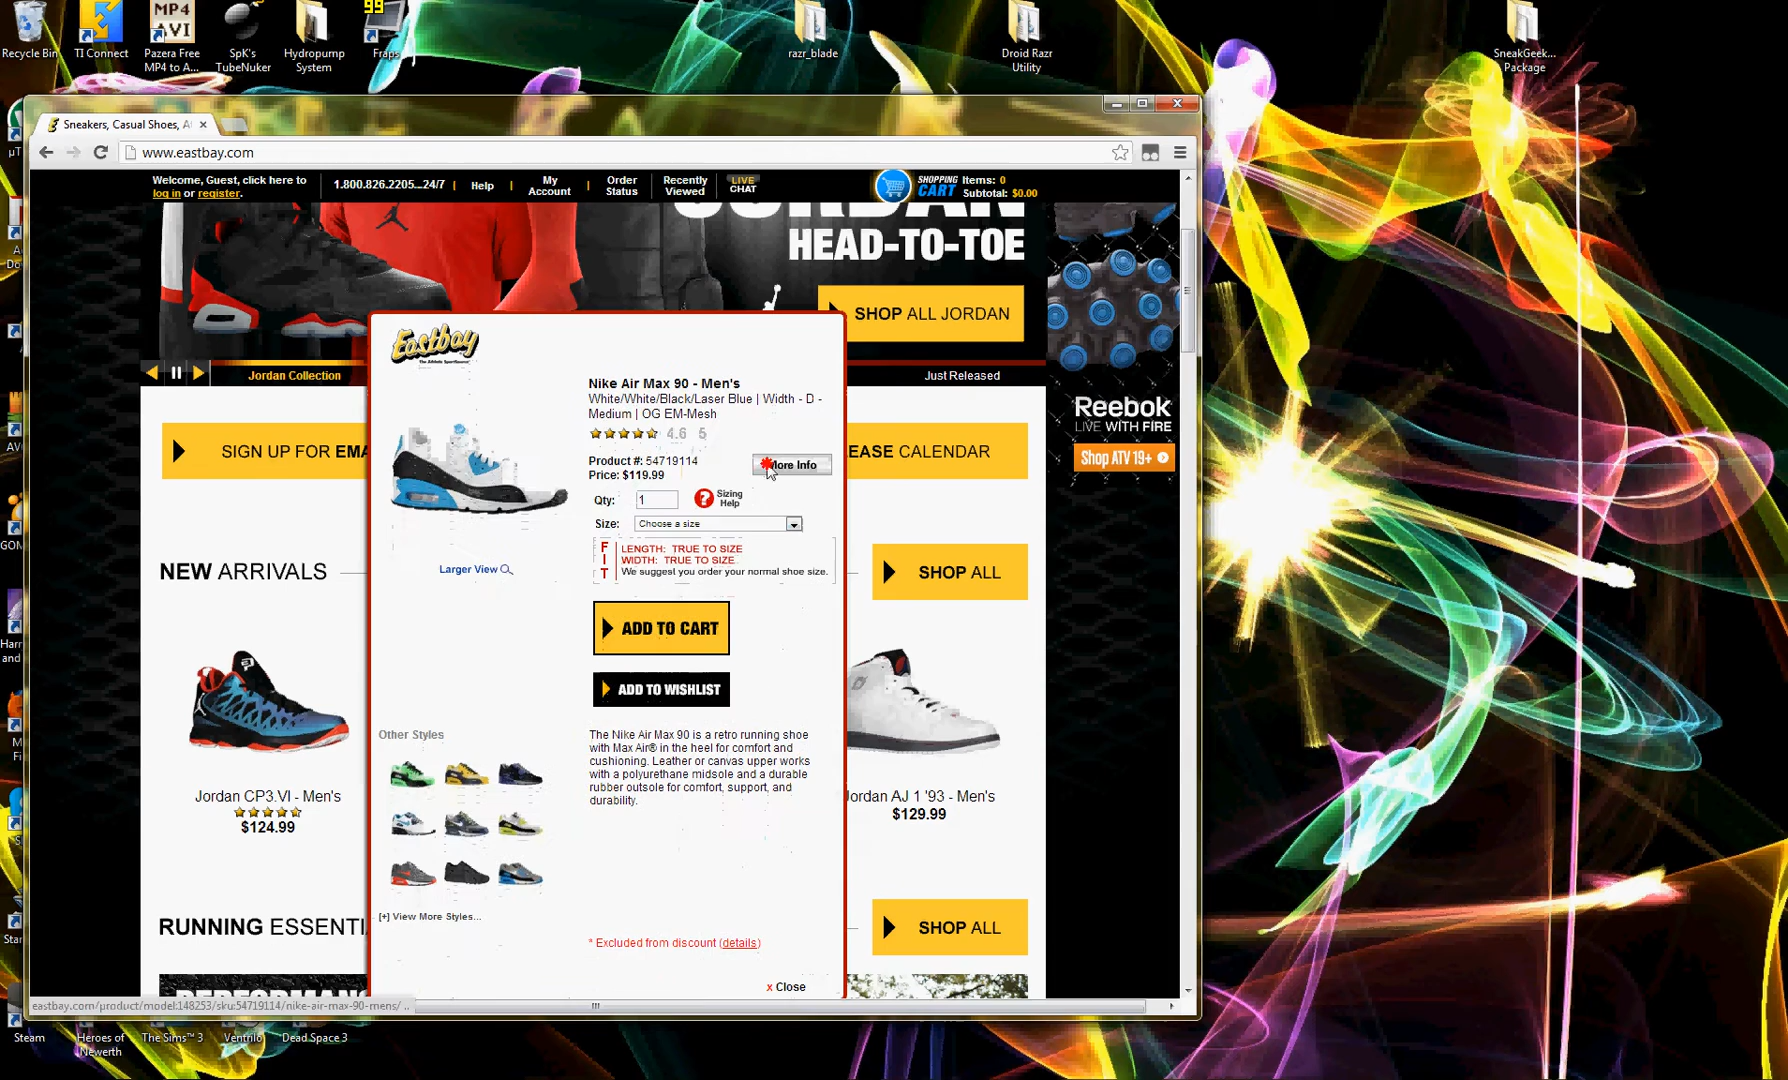 99
Recycle Bin
TI Connect
MP4
AVI
Pazera Free
MP4 to A...
SpK's
TubeNuker
Hydropump
System
Fraps
razr_blade
Droid Razr
Utility
SneakGeek...
Package
Sneakers, Casual Shoes, At
www.eastbay.com
Welcome, Guest, click here to
log in or register.
1.800.826.2205...24/7
Help
My
Account
Order
Status
Recently
Viewed
LIVE
CHAT
SHOPPING
CART
Items: 0
Subtotal: $0.00
JORDAN
HEAD-TO-TOE
SHOP ALL JORDAN
Jordan Collection
Just Released
Reebok
LIVE WITH FIRE
Shop ATV 19+
SIGN UP FOR EMA
EASE CALENDAR
Eastbay
Nike Air Max 90 - Men's
White/White/Black/Laser Blue | Width - D -
Medium | OG EM-Mesh
4.6 5
Product #: 54719114
More Info
Price: $119.99
Qty: 1
Sizing
Help
Size: Choose a size
F
I
T
LENGTH: TRUE TO SIZE
WIDTH: TRUE TO SIZE
We suggest you order your normal shoe size.
Larger View
ADD TO CART
ADD TO WISHLIST
NEW ARRIVALS
SHOP ALL
Other Styles
The Nike Air Max 90 is a retro running shoe
with Max Air® in the heel for comfort and
cushioning. Leather or canvas upper works
with a polyurethane midsole and a durable
rubber outsole for comfort, support, and
durability.
[+] View More Styles...
Jordan CP3.VI - Men's
$124.99
Jordan AJ 1 '93 - Men's
$129.99
RUNNING ESSENTI
SHOP ALL
* Excluded from discount (details)
x Close
eastbay.com/product/model:148253/sku:54719114/nike-air-max-90-mens/ ..
Steam
Heroes of
Newerth
The Sims™ 3
Ventrilo
Dead Space 3